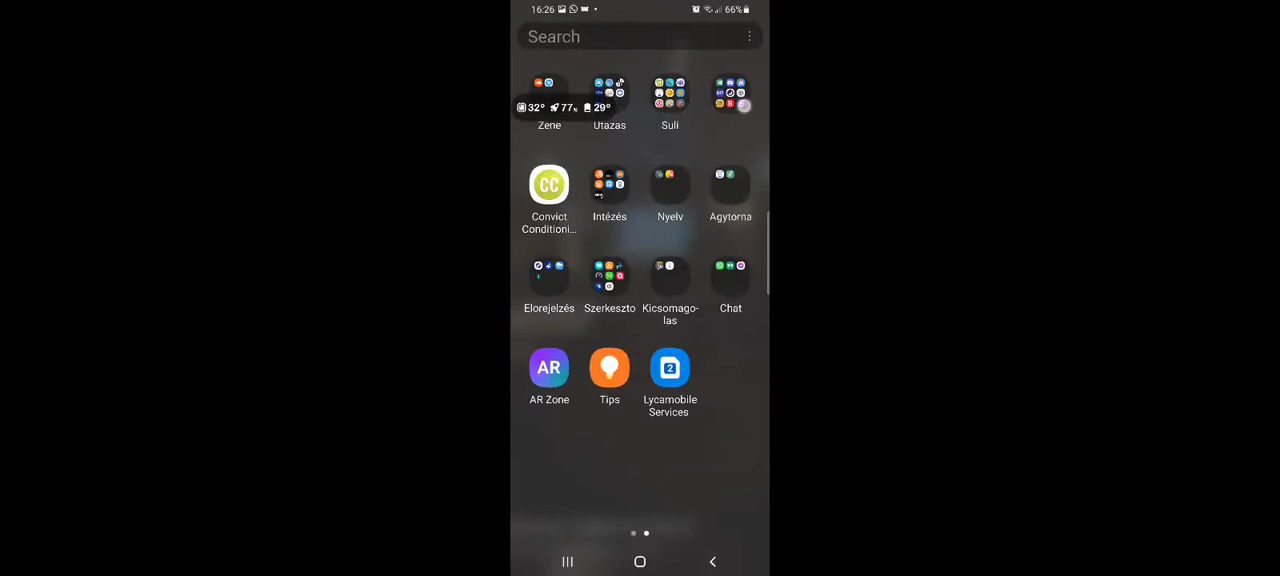 16:26 66%
Search
32° 77% 29°
Zene Utazas Suli
CC
Convict Conditioni... Intézés Nyelv Agytorna
Elorejelzés Szerkeszto Kicsomago-las Chat
AR 2
AR Zone Tips Lycamobile Services